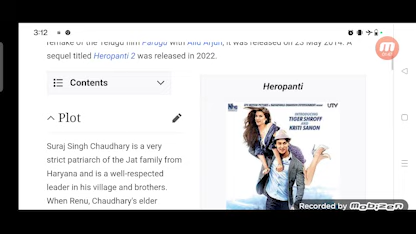 3:12
remake of the Telugu film Parugu with Allu Arjun, it was released on 23 May 2014. A
sequel titled Heropanti 2 was released in 2022.
Contents
Plot
Suraj Singh Chaudhary is a very
strict patriarch of the Jat family from
Haryana and is a well-respected
leader in his village and brothers.
When Renu, Chaudhary's elder
Heropanti
UTV
INTRODUCING
TIGER SHROFF
AND
KRITI SANON
Recorded by Mobizen